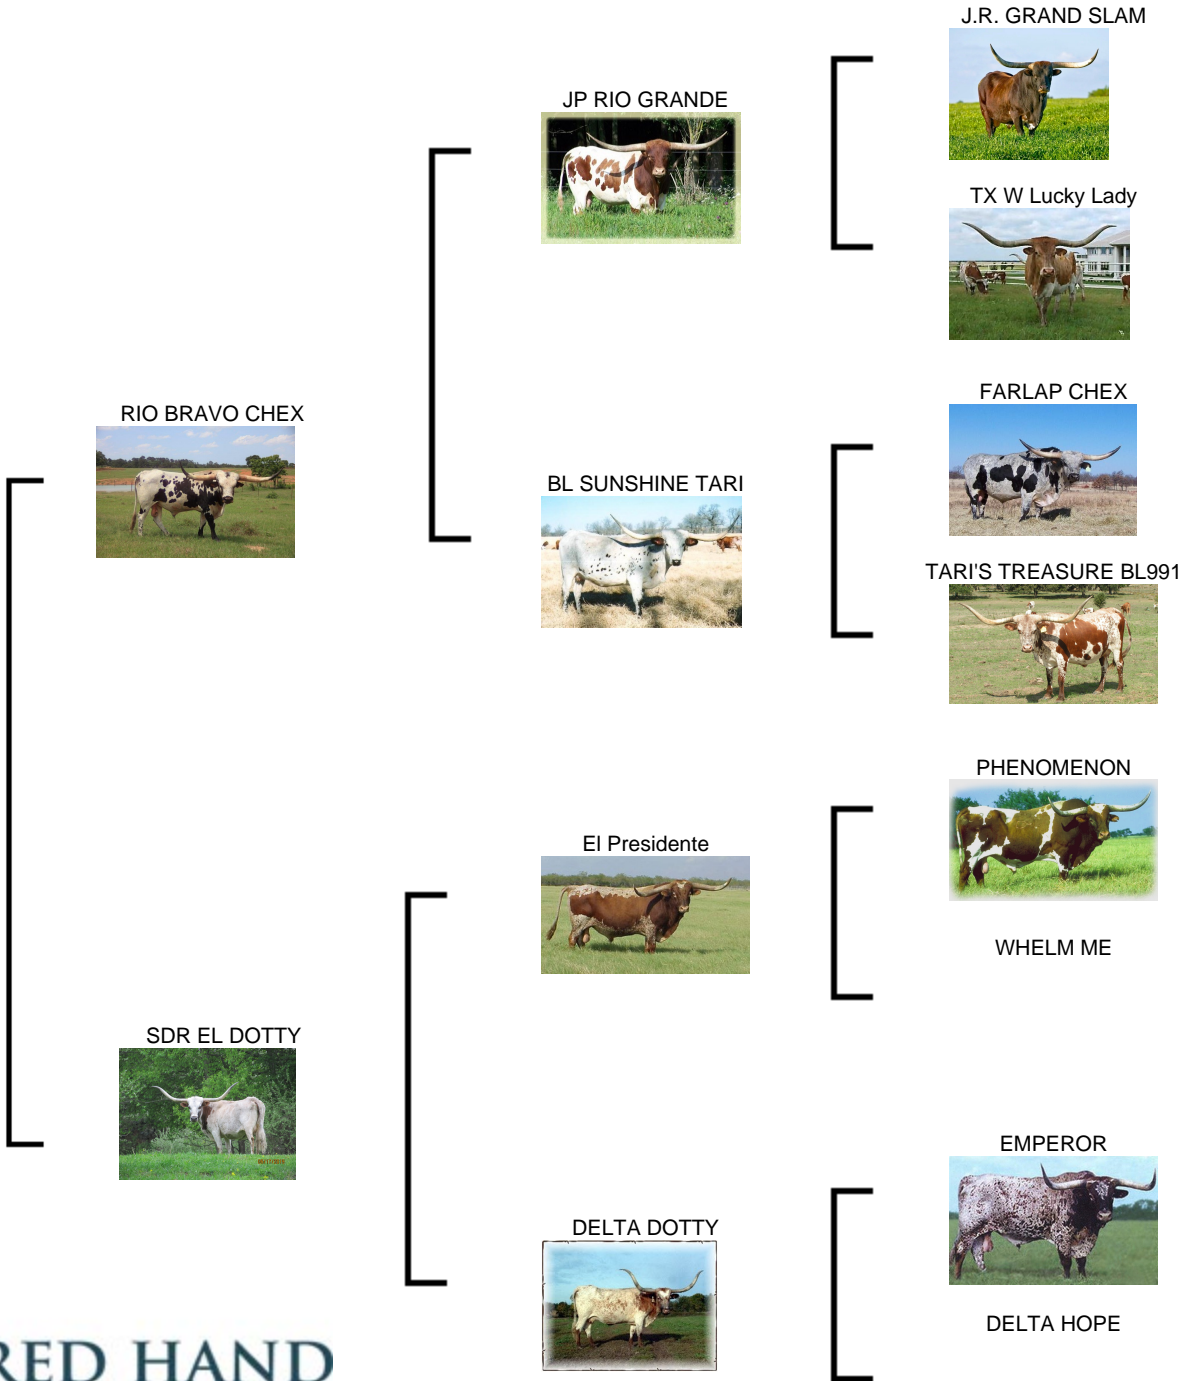 J.R. GRAND SLAM
JP RIO GRANDE
TX W Lucky Lady
FARLAP CHEX
RIO BRAVO CHEX
BL SUNSHINE TARI
TARI'S TREASURE BL991
PHENOMENON
El Presidente
WHELM ME
SDR EL DOTTY
EMPEROR
DELTA DOTTY
DELTA HOPE
RED HAND